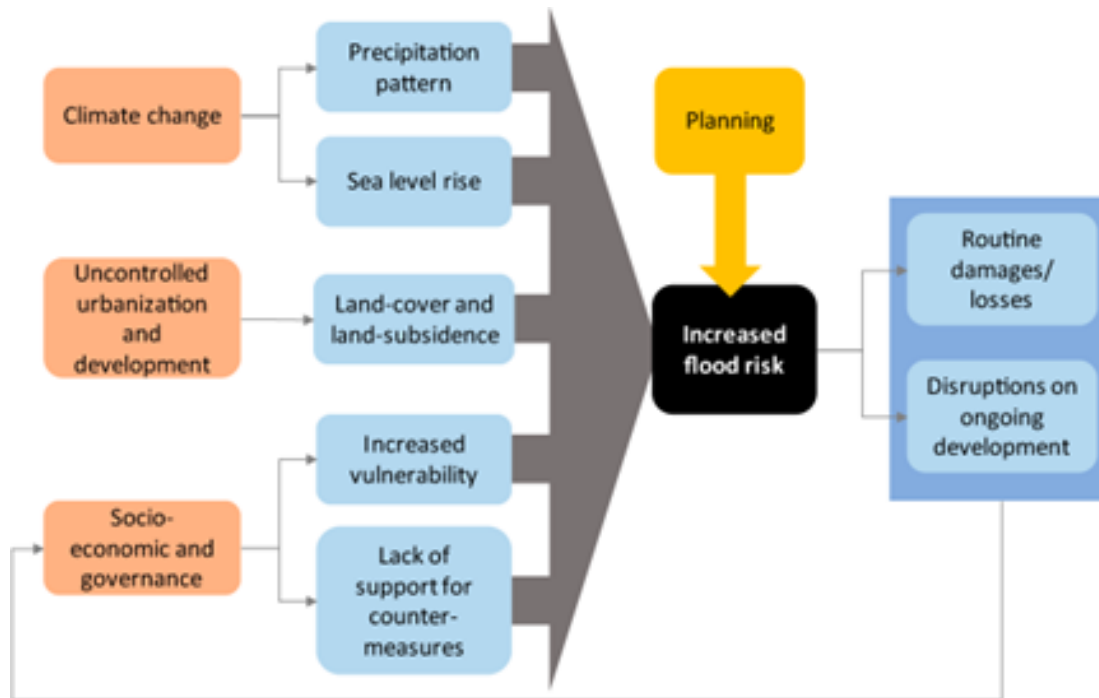 Climate change
Precipitation
pattern
Sea level rise
Uncontrolled
urbanization
and
development
Land-cover and
land-subsidence
Socio-
economic and
governance
Increased
vulnerability
Lack of
support for
counter-
measures
Planning
Increased
flood risk
Routine
damages/
losses
Disruptions on
ongoing
development